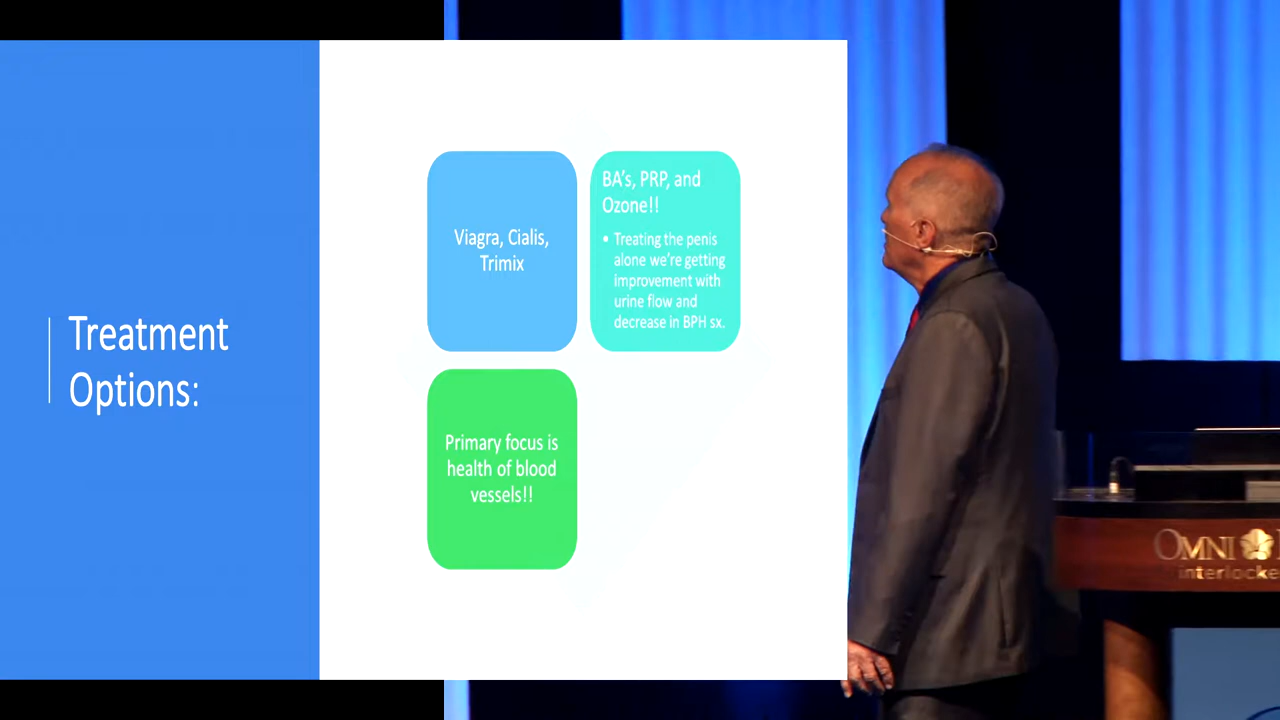 Treatment
Options:
Viagra, Cialis,
Trimix
BA's, PRP, and
Ozone!!
• Treating the penis
alone we're getting
improvement with
urine flow and
decrease in BPH sx.
Primary focus is
health of blood
vessels!!
OMNI
interlocke